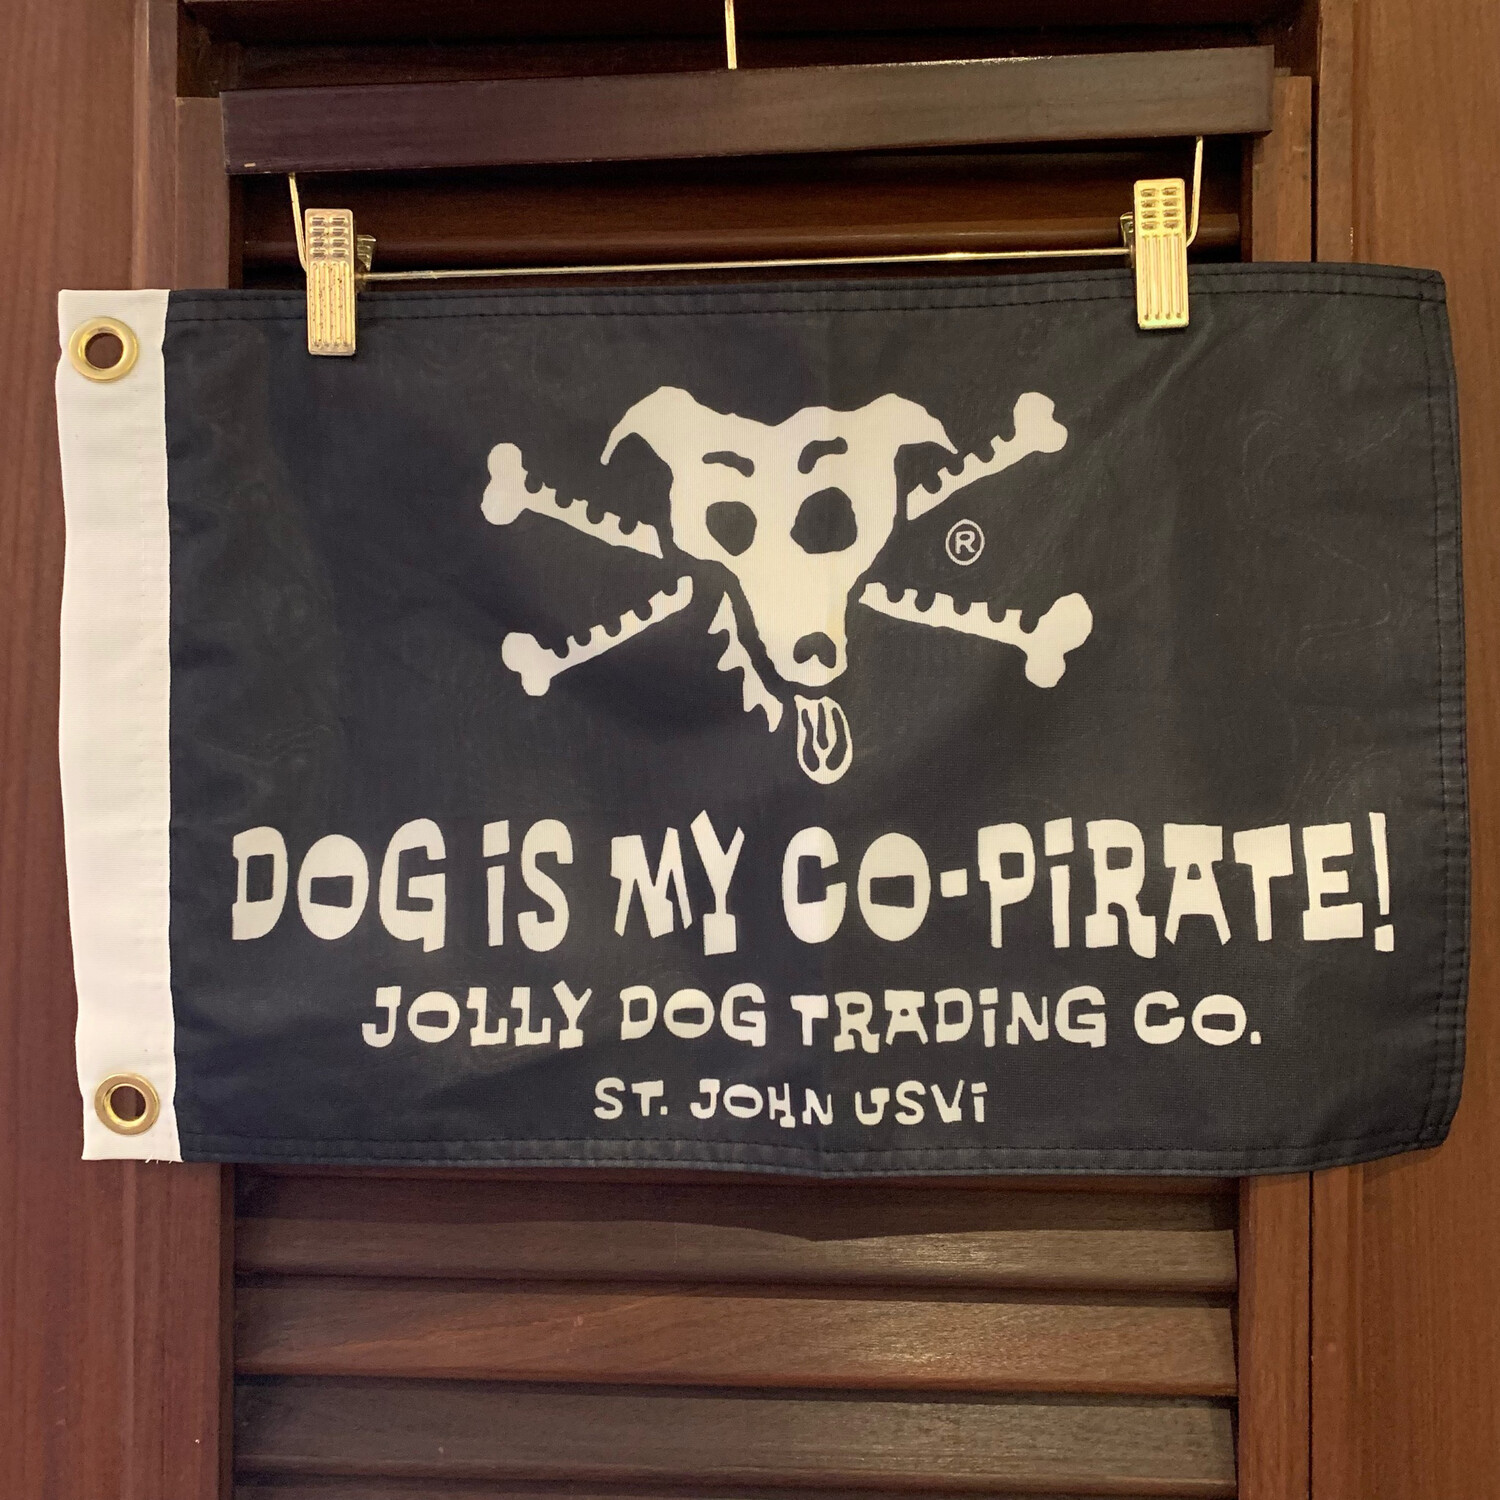 ®
DOG iS MY CO-PiRATE!
JOLLY DOG TRADiNG CO.
ST. JOHN USVi